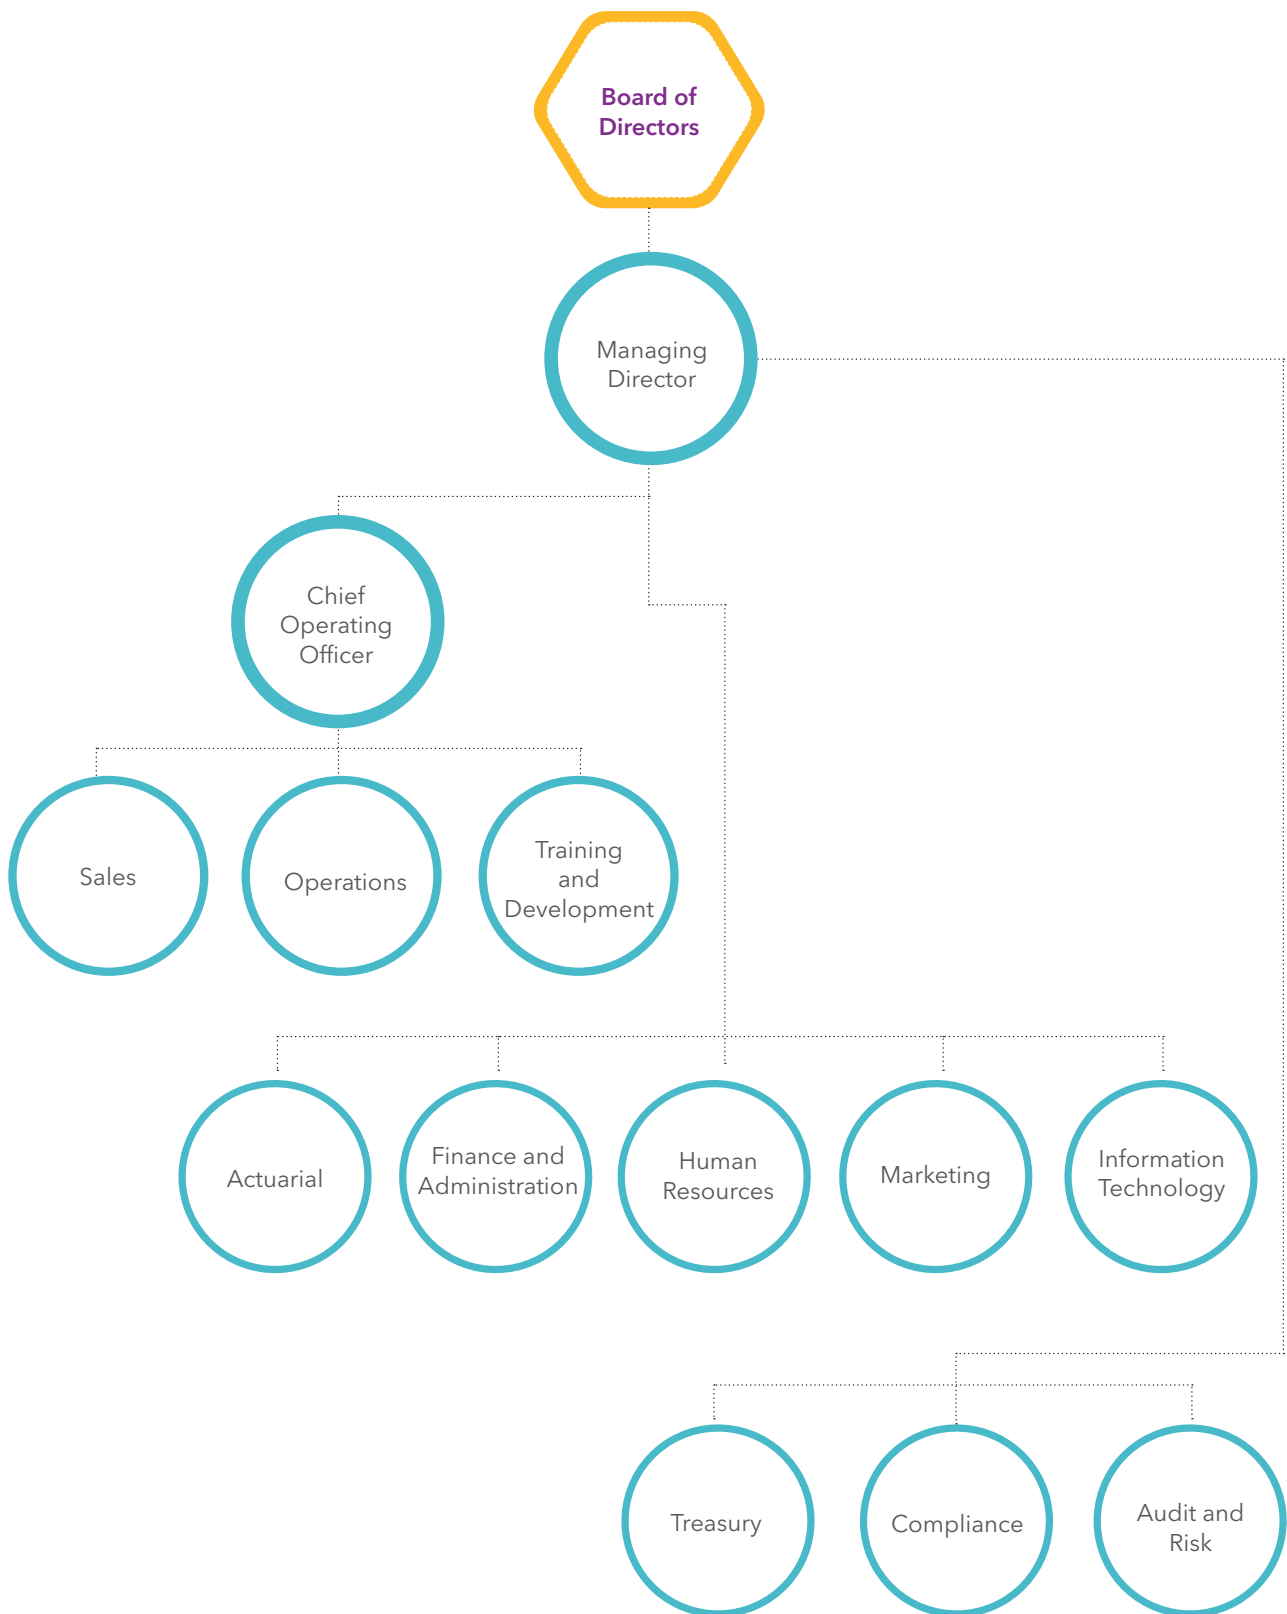 Board of
Directors
Managing
Director
Chief
Operating
Officer
Sales
Operations
Training
and
Development
Actuarial
Finance and
Administration
Human
Resources
Marketing
Information
Technology
Treasury
Compliance
Audit and
Risk